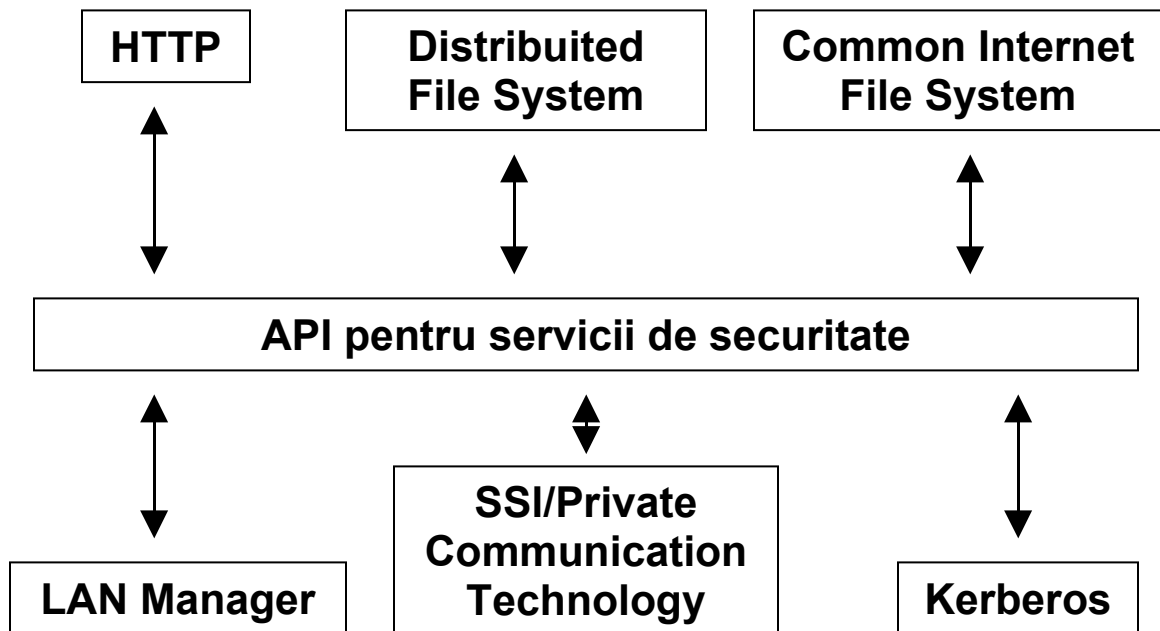 HTTP
Distribuited
File System
Common Internet
File System
API pentru servicii de securitate
LAN Manager
SSI/Private
Communication
Technology
Kerberos